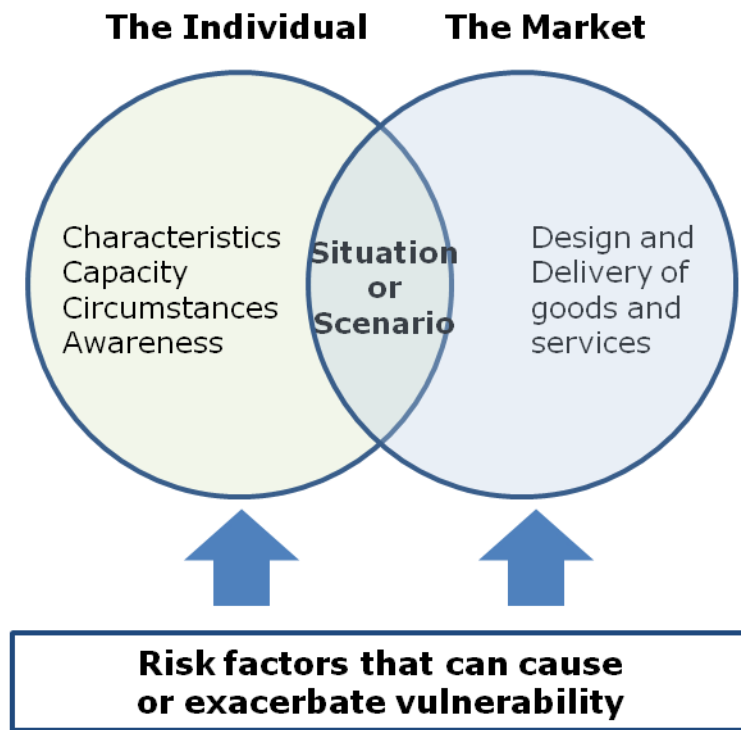 The Individual
The Market
Characteristics
Capacity
Circumstances
Awareness
Situation
or
Scenario
Design and
Delivery of
goods and
services
Risk factors that can cause
or exacerbate vulnerability